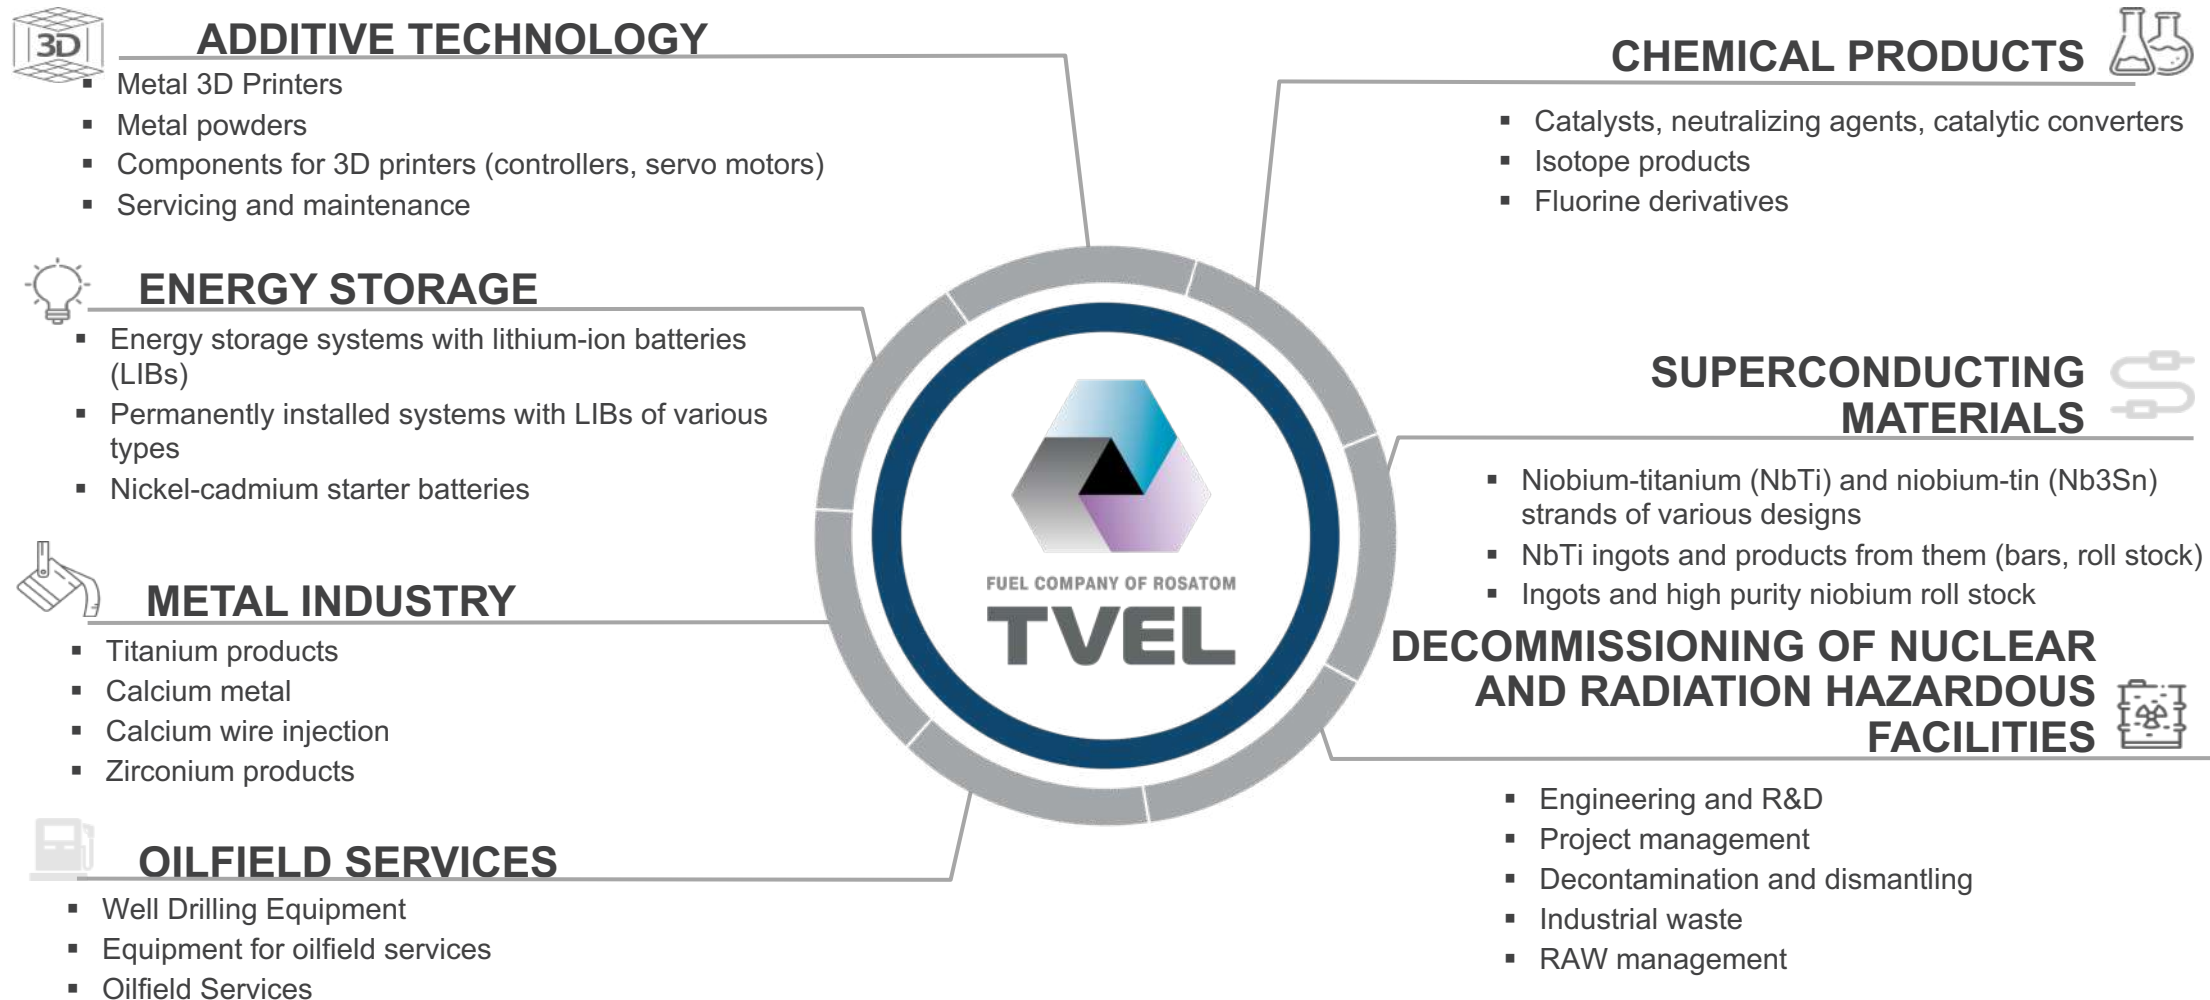 3D
ADDITIVE TECHNOLOGY
▪ Metal 3D Printers
▪ Metal powders
▪ Components for 3D printers (controllers, servo motors)
▪ Servicing and maintenance
ENERGY STORAGE
▪ Energy storage systems with lithium-ion batteries
(LIBs)
▪ Permanently installed systems with LIBs of various
types
▪ Nickel-cadmium starter batteries
METAL INDUSTRY
▪ Titanium products
▪ Calcium metal
▪ Calcium wire injection
▪ Zirconium products
OILFIELD SERVICES
▪ Well Drilling Equipment
▪ Equipment for oilfield services
▪ Oilfield Services
FUEL COMPANY OF ROSATOM
TVEL
CHEMICAL PRODUCTS
▪ Catalysts, neutralizing agents, catalytic converters
▪ Isotope products
▪ Fluorine derivatives
SUPERCONDUCTING
MATERIALS
▪ Niobium-titanium (NbTi) and niobium-tin (Nb3Sn)
strands of various designs
▪ NbTi ingots and products from them (bars, roll stock)
▪ Ingots and high purity niobium roll stock
DECOMMISSIONING OF NUCLEAR
AND RADIATION HAZARDOUS
FACILITIES
▪ Engineering and R&D
▪ Project management
▪ Decontamination and dismantling
▪ Industrial waste
▪ RAW management